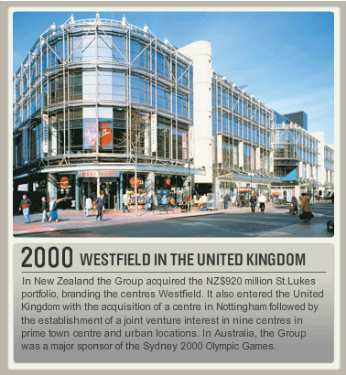 2000 WESTFIELD IN THE UNITED KINGDOM
In New Zealand the Group acquired the NZ$920 million St.Lukes
portfolio, branding the centres Westfield. It also entered the United
Kingdom with the acquisition of a centre in Nottingham followed by
the establishment of a joint venture interest in nine centres in
prime town centre and urban locations. In Australia, the Group
was a major sponsor of the Sydney 2000 Olympic Games.